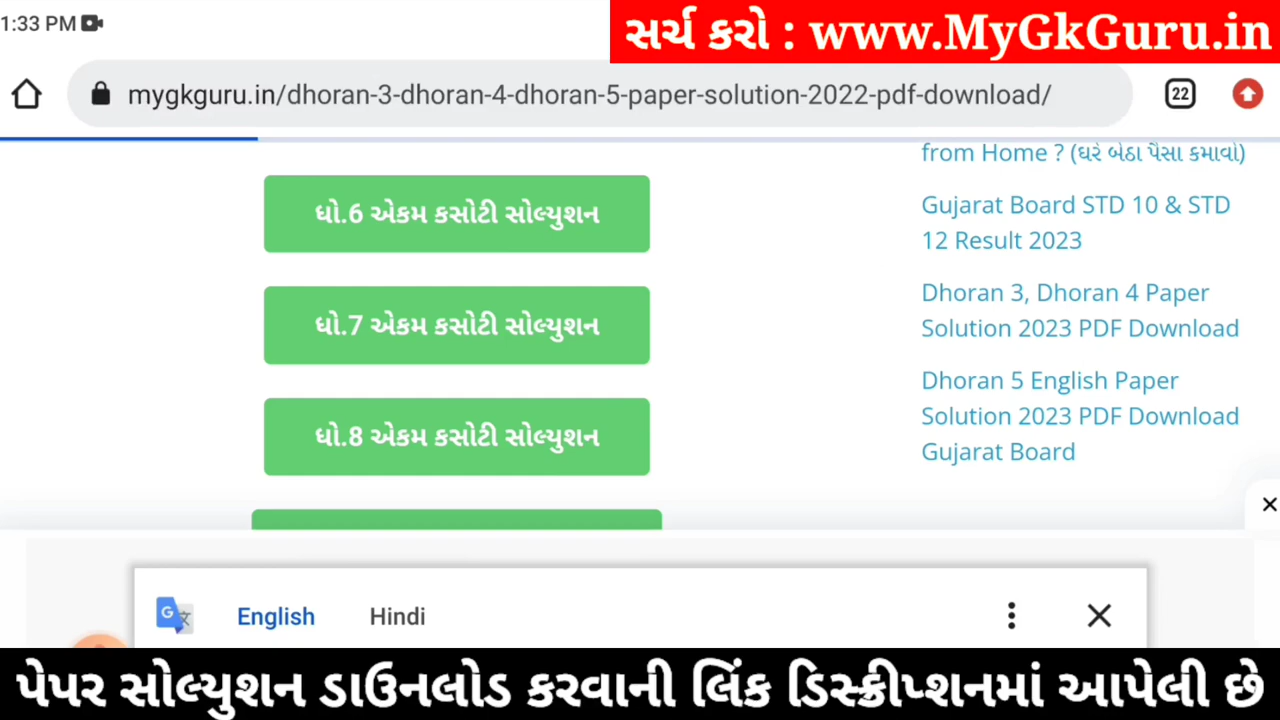 1:33 PM
સર્ચ કરો : www.MyGkGuru.in
mygkguru.in/dhoran-3-dhoran-4-dhoran-5-paper-solution-2022-pdf-download/
22
from Home ? (ઘરે બેઠા પૈસા કમાવો)
ધો.6 એકમ કસોટી સોલ્યુશન
Gujarat Board STD 10 & STD
12 Result 2023
ધો.7 એકમ કસોટી સોલ્યુશન
Dhoran 3, Dhoran 4 Paper
Solution 2023 PDF Download
ધો.8 એકમ કસોટી સોલ્યુશન
Dhoran 5 English Paper
Solution 2023 PDF Download
Gujarat Board
English Hindi
પેપર સોલ્યુશન ડાઉનલોડ કરવાની લિંક ડિસ્ક્રીપ્શનમાં આપેલી છે